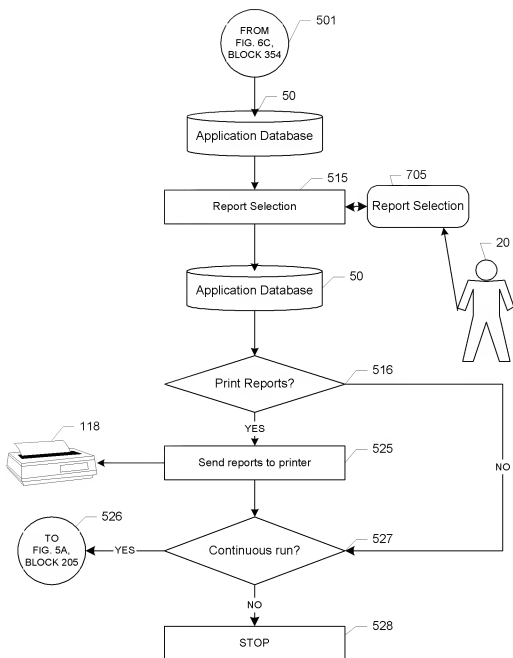 FROM
FIG. 6C,
BLOCK 354
501
50
Application Database
515
Report Selection
705
Report Selection
20
50
Application Database
516
Print Reports?
YES
NO
118
525
Send reports to printer
526
TO
FIG. 5A,
BLOCK 205
YES
527
Continuous run?
NO
528
STOP